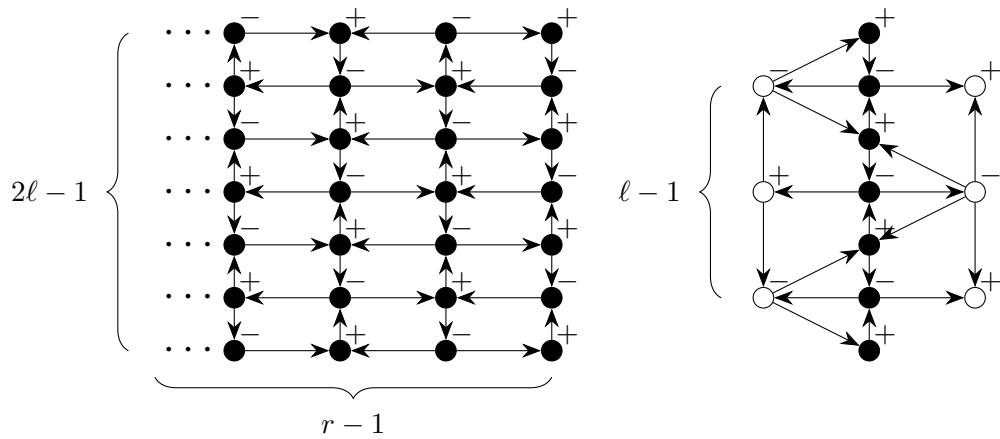 ··· − + − + +
··· + − + − − − +
··· − + − + +
2ℓ − 1 ··· + − + − ℓ − 1 + − −
··· − + − + +
··· + − + − − − +
··· − + − + +
r − 1